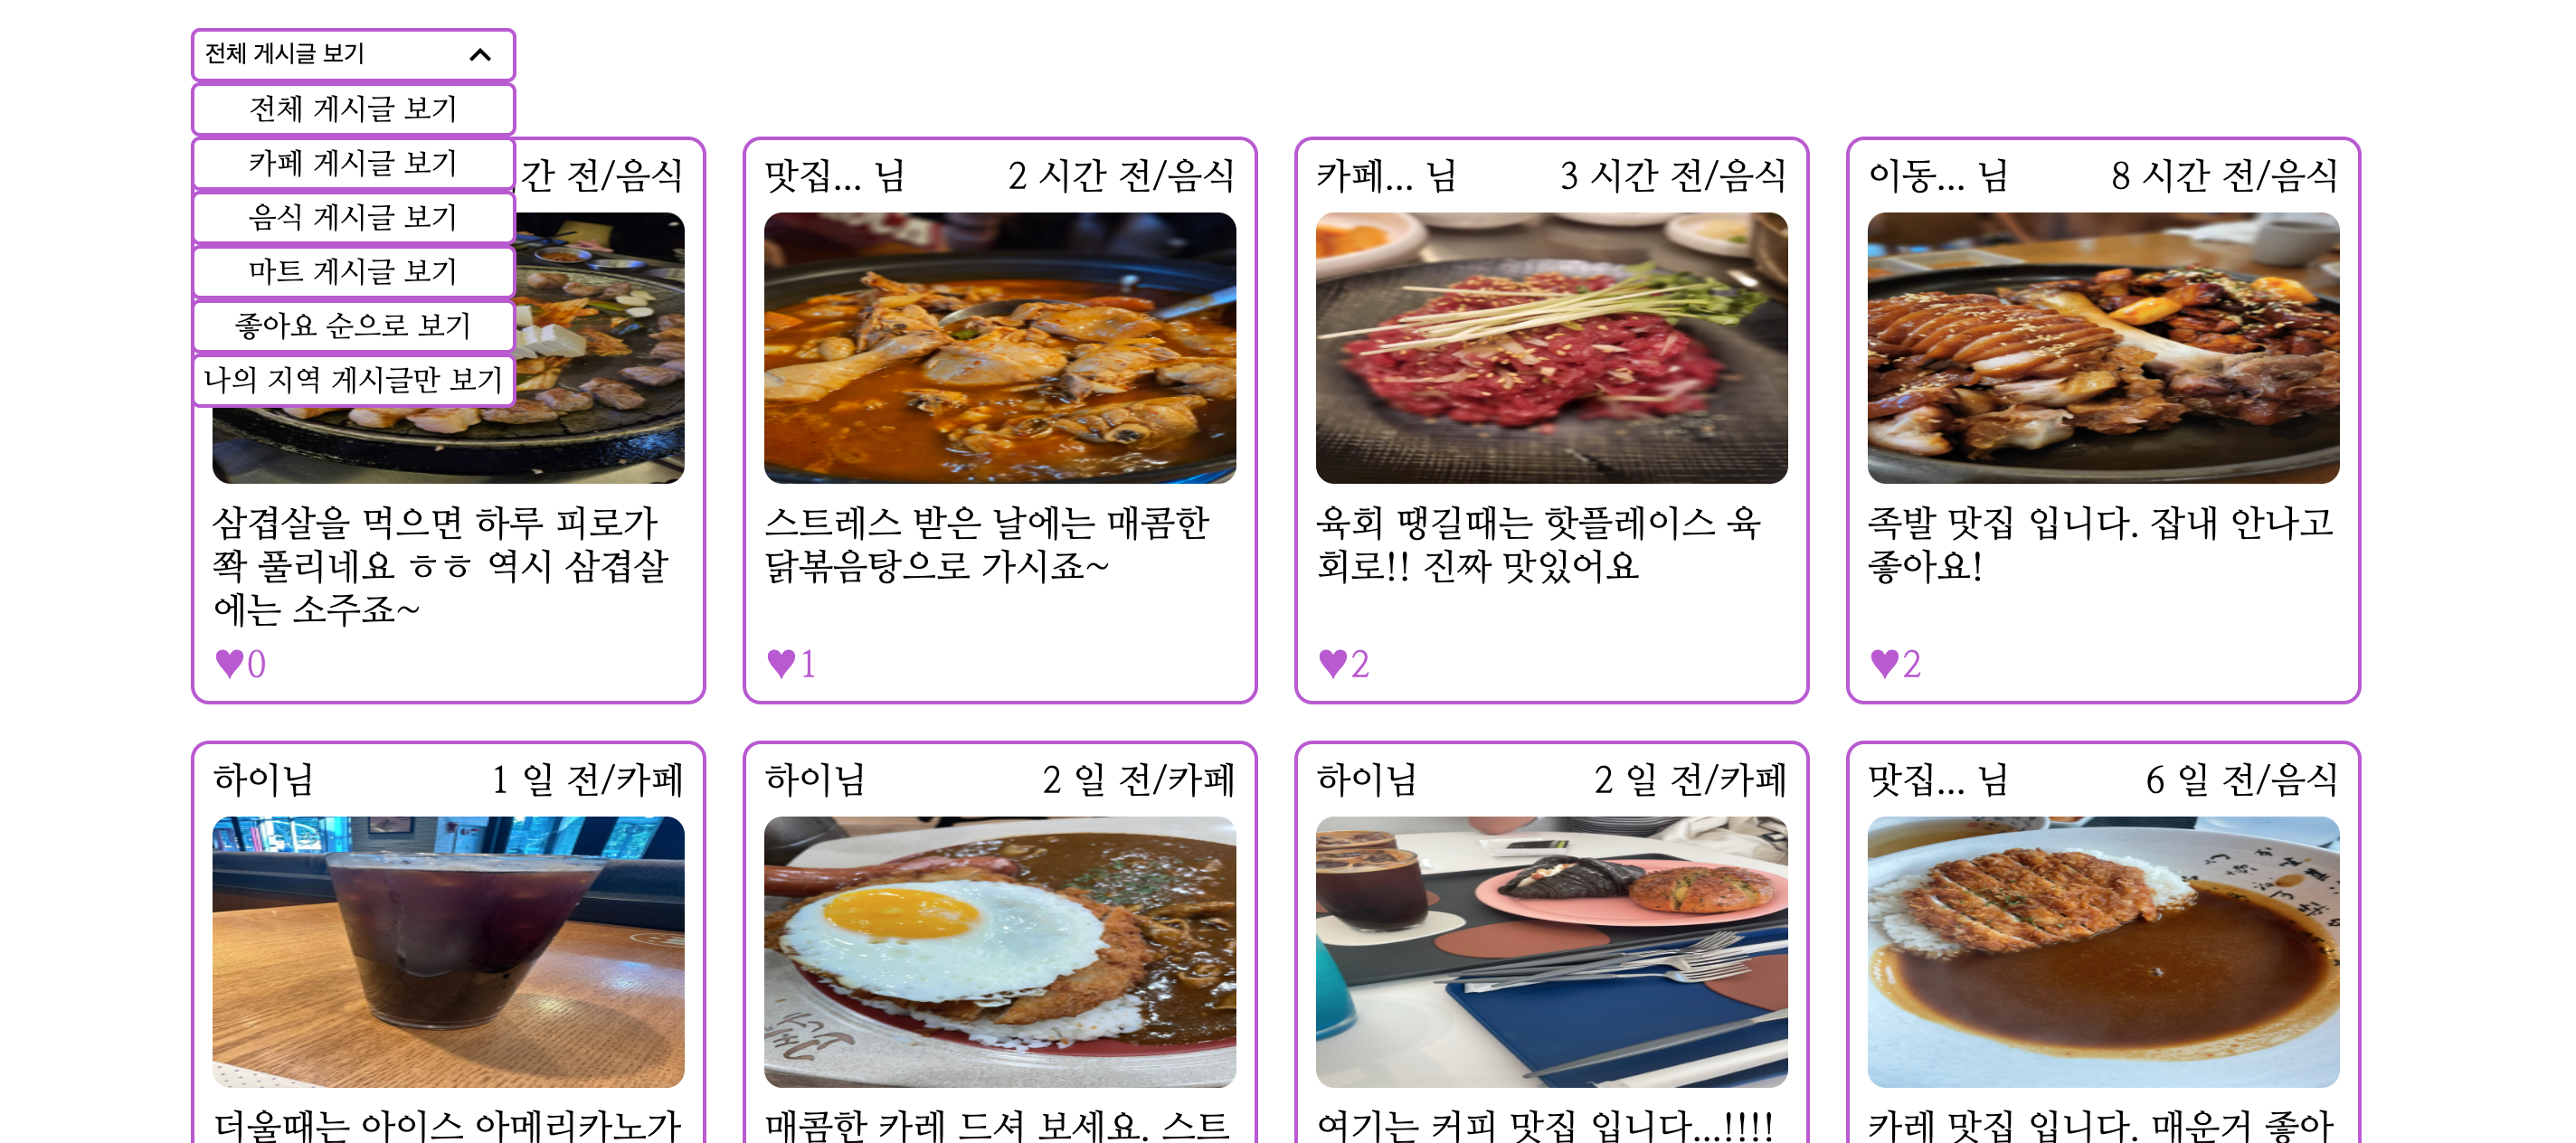 전체 게시글 보기
전체 게시글 보기
카페 게시글 보기
음식 게시글 보기
마트 게시글 보기
좋아요 순으로 보기
나의 지역 게시글만 보기
간 전/음식
삼겹살을 먹으면 하루 피로가
쫙 풀리네요 ㅎㅎ 역시 삼겹살
에는 소주죠~
♥0
맛집... 님 2 시간 전/음식
스트레스 받은 날에는 매콤한
닭볶음탕으로 가시죠~
♥1
카페... 님 3 시간 전/음식
육회 땡길때는 핫플레이스 육
회로!! 진짜 맛있어요
♥2
이동... 님 8 시간 전/음식
족발 맛집 입니다. 잡내 안나고
좋아요!
♥2
하이님 1 일 전/카페
더울때는 아이스 아메리카노가
하이님 2 일 전/카페
매콤한 카레 드셔 보세요. 스트
하이님 2 일 전/카페
여기는 커피 맛집 입니다...!!!!
맛집... 님 6 일 전/음식
카레 맛집 입니다. 매운거 좋아